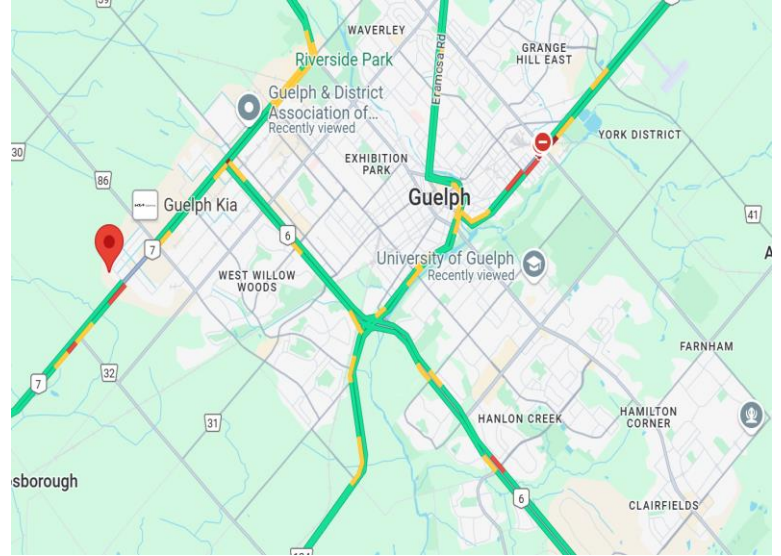 39
WAVERLEY
Eramosa Rd
GRANGE
HILL EAST
Riverside Park
Guelph & District
Association of...
Recently viewed
YORK DISTRICT
30
EXHIBITION
PARK
86
Guelph
Guelph Kia
41
7
6
University of Guelph
Recently viewed
A
WEST WILLOW
WOODS
FARNHAM
32
7
31
HANLON CREEK
HAMILTON
CORNER
sborough
6
CLAIRFIELDS